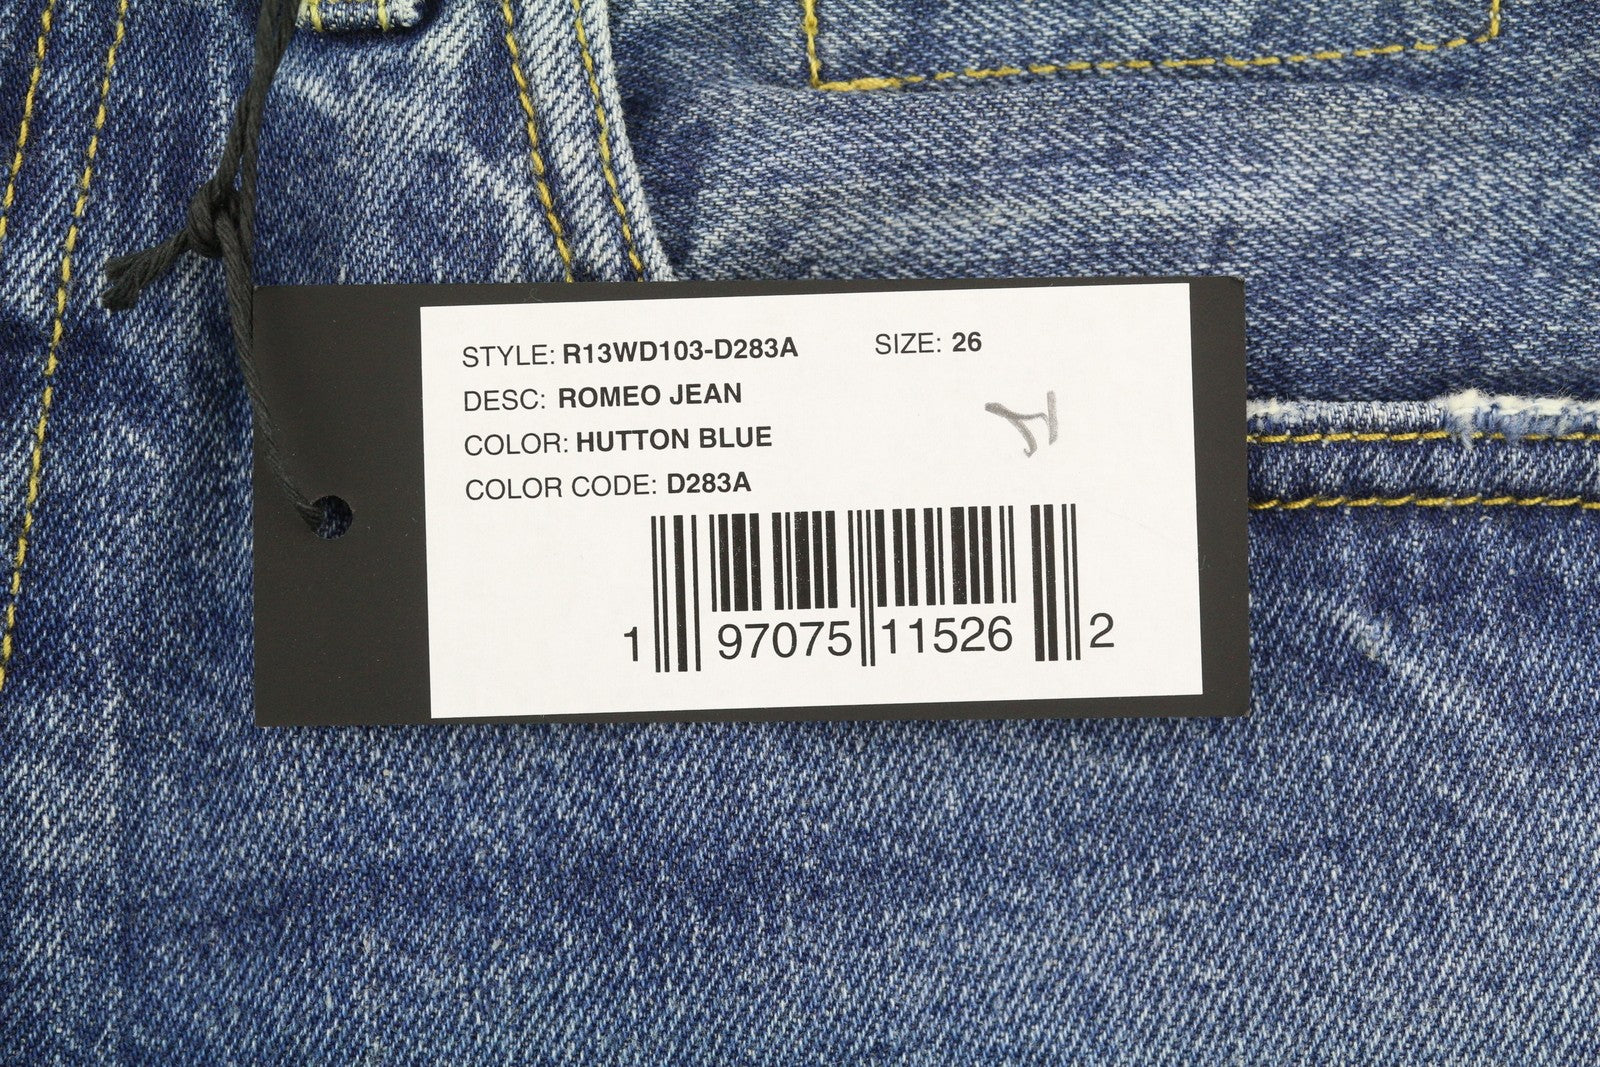 STYLE: R13WD103-D283A SIZE: 26
DESC: ROMEO JEAN
COLOR: HUTTON BLUE
COLOR CODE: D283A
1 97075 11526 2